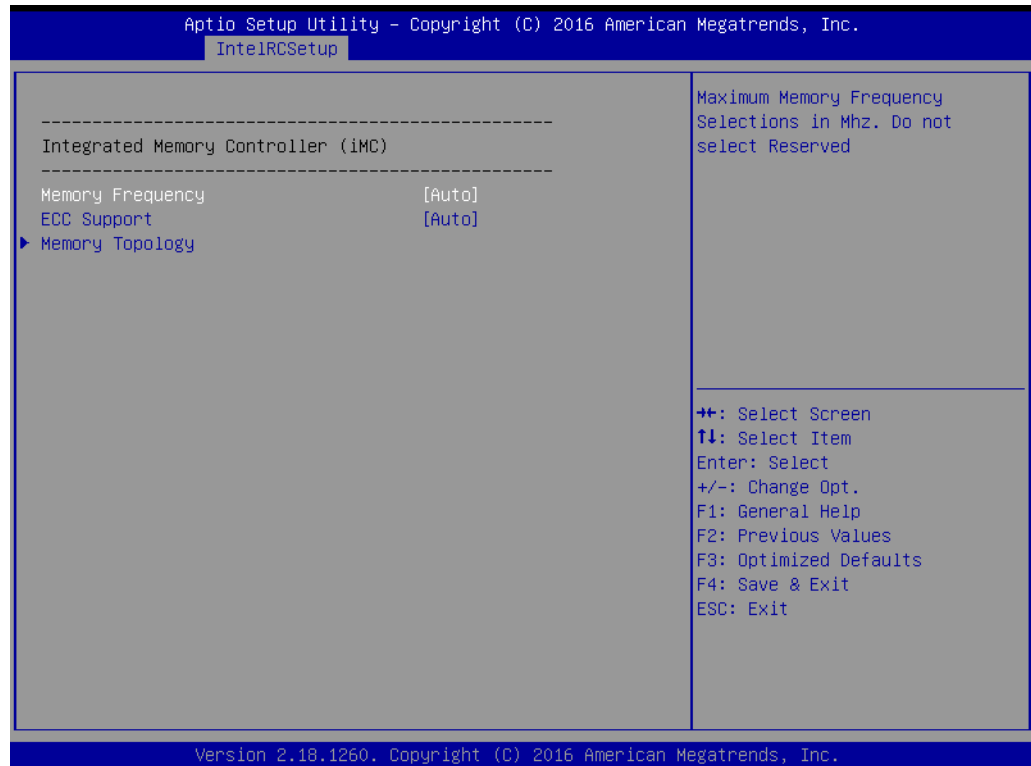 Aptio Setup Utility – Copyright (C) 2016 American Megatrends, Inc.
IntelRCSetup
--------------------------------------------------
Integrated Memory Controller (iMC)
--------------------------------------------------
Memory Frequency [Auto]
ECC Support [Auto]
▶ Memory Topology
Maximum Memory Frequency
Selections in Mhz. Do not
select Reserved
→←: Select Screen
↑↓: Select Item
Enter: Select
+/-: Change Opt.
F1: General Help
F2: Previous Values
F3: Optimized Defaults
F4: Save & Exit
ESC: Exit
Version 2.18.1260. Copyright (C) 2016 American Megatrends, Inc.